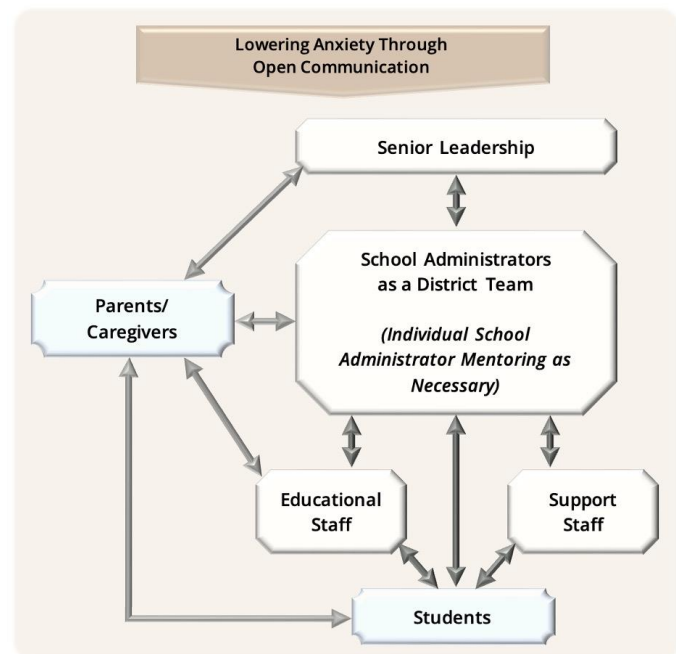 Lowering Anxiety Through
Open Communication
Senior Leadership
School Administrators
as a District Team
(Individual School
Administrator Mentoring as
Necessary)
Parents/
Caregivers
Educational
Staff
Support
Staff
Students